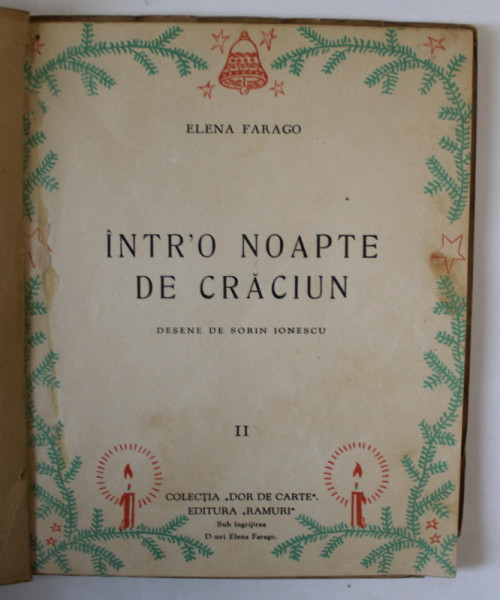 ELENA FARAGO
ÎNTR'O NOAPTE
DE CRĂCIUN
DESENE DE SORIN IONESCU
II
COLECȚIA „DOR DE CARTE".
EDITURA „RAMURI"
Sub îngrijirea
D-nei Elena Farago.